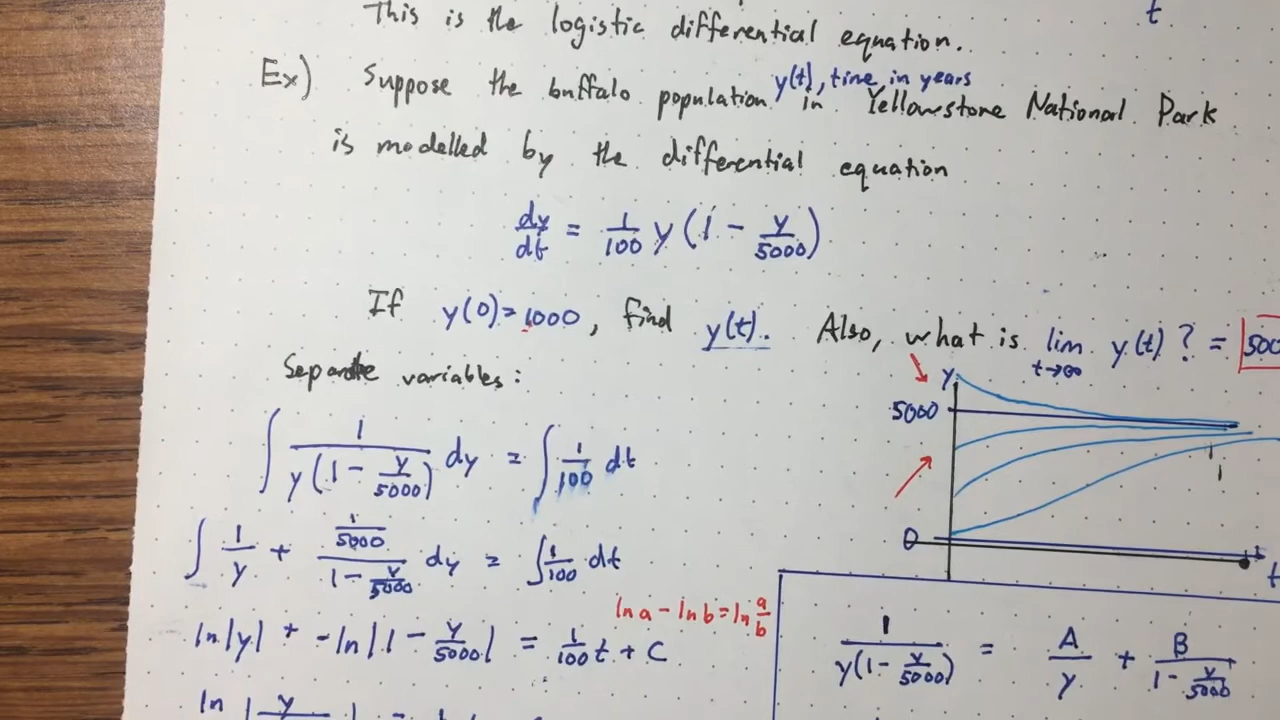 This is the logistic differential equation.
t
Ex) Suppose the buffalo population y(t), time in years in Yellowstone National Park
is modelled by the differential equation
dy/dt = 1/100 y (1 - y/5000)
If y(0) = 1000, find y(t). Also, what is lim t→∞ y(t)? = 500
Separate variables:
∫ 1/(y(1 - y/5000)) dy = ∫ 1/100 dt
y
5000
0
t
t
∫ 1/y + (1/5000)/(1 - y/5000) dy = ∫ 1/100 dt
ln a - ln b = ln a/b
ln|y| + -ln|1 - y/5000| = 1/100 t + C
1/(y(1 - y/5000)) = A/y + B/(1 - y/5000)
ln | y